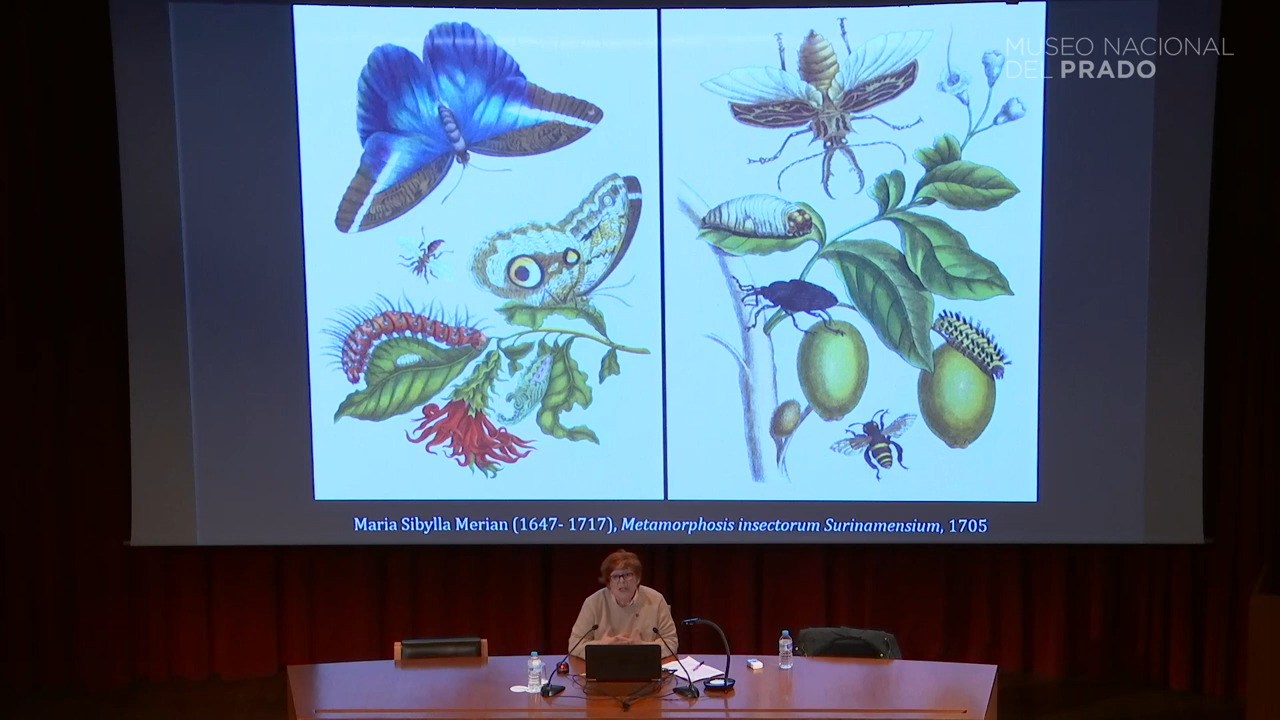 MUSEO NACIONAL
DEL PRADO
Maria Sibylla Merian (1647- 1717), Metamorphosis insectorum Surinamensium, 1705